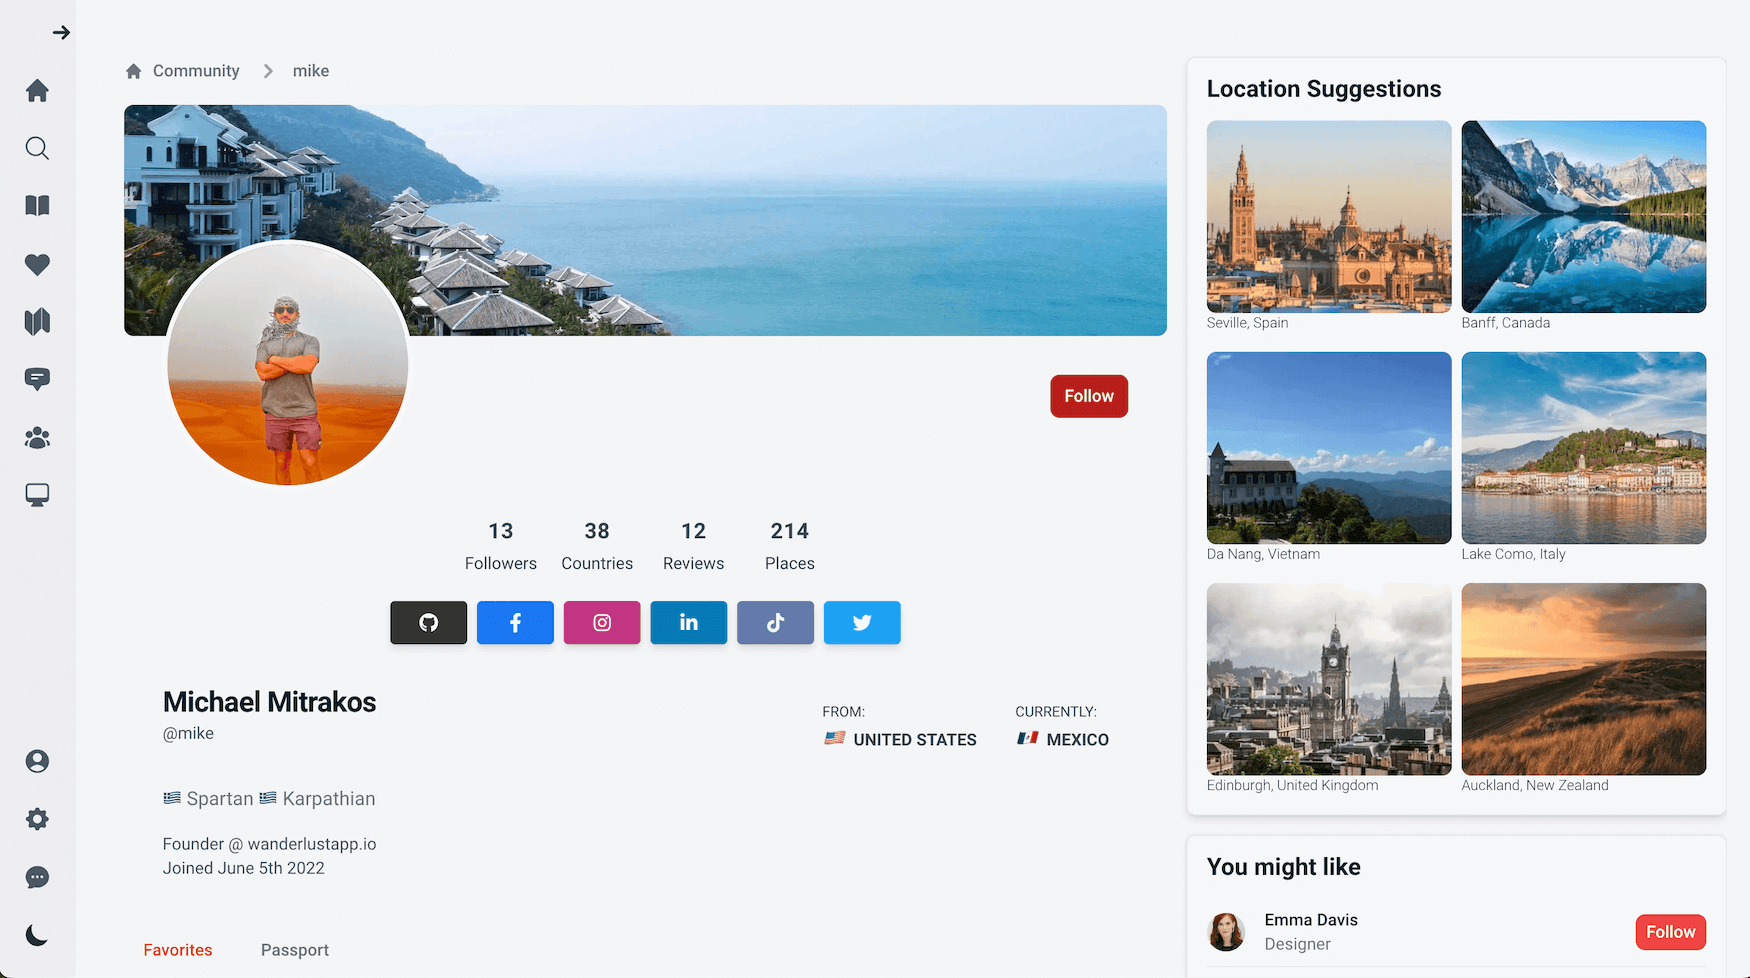 Community
mike
Follow
13
38
12
214
Followers
Countries
Reviews
Places
in
Michael Mitrakos
@mike
FROM:
UNITED STATES
CURRENTLY:
MEXICO
Spartan
Karpathian
Founder @ wanderlustapp.io
Joined June 5th 2022
Favorites
Passport
Location Suggestions
Seville, Spain
Banff, Canada
Da Nang, Vietnam
Lake Como, Italy
Edinburgh, United Kingdom
Auckland, New Zealand
You might like
Emma Davis
Designer
Follow